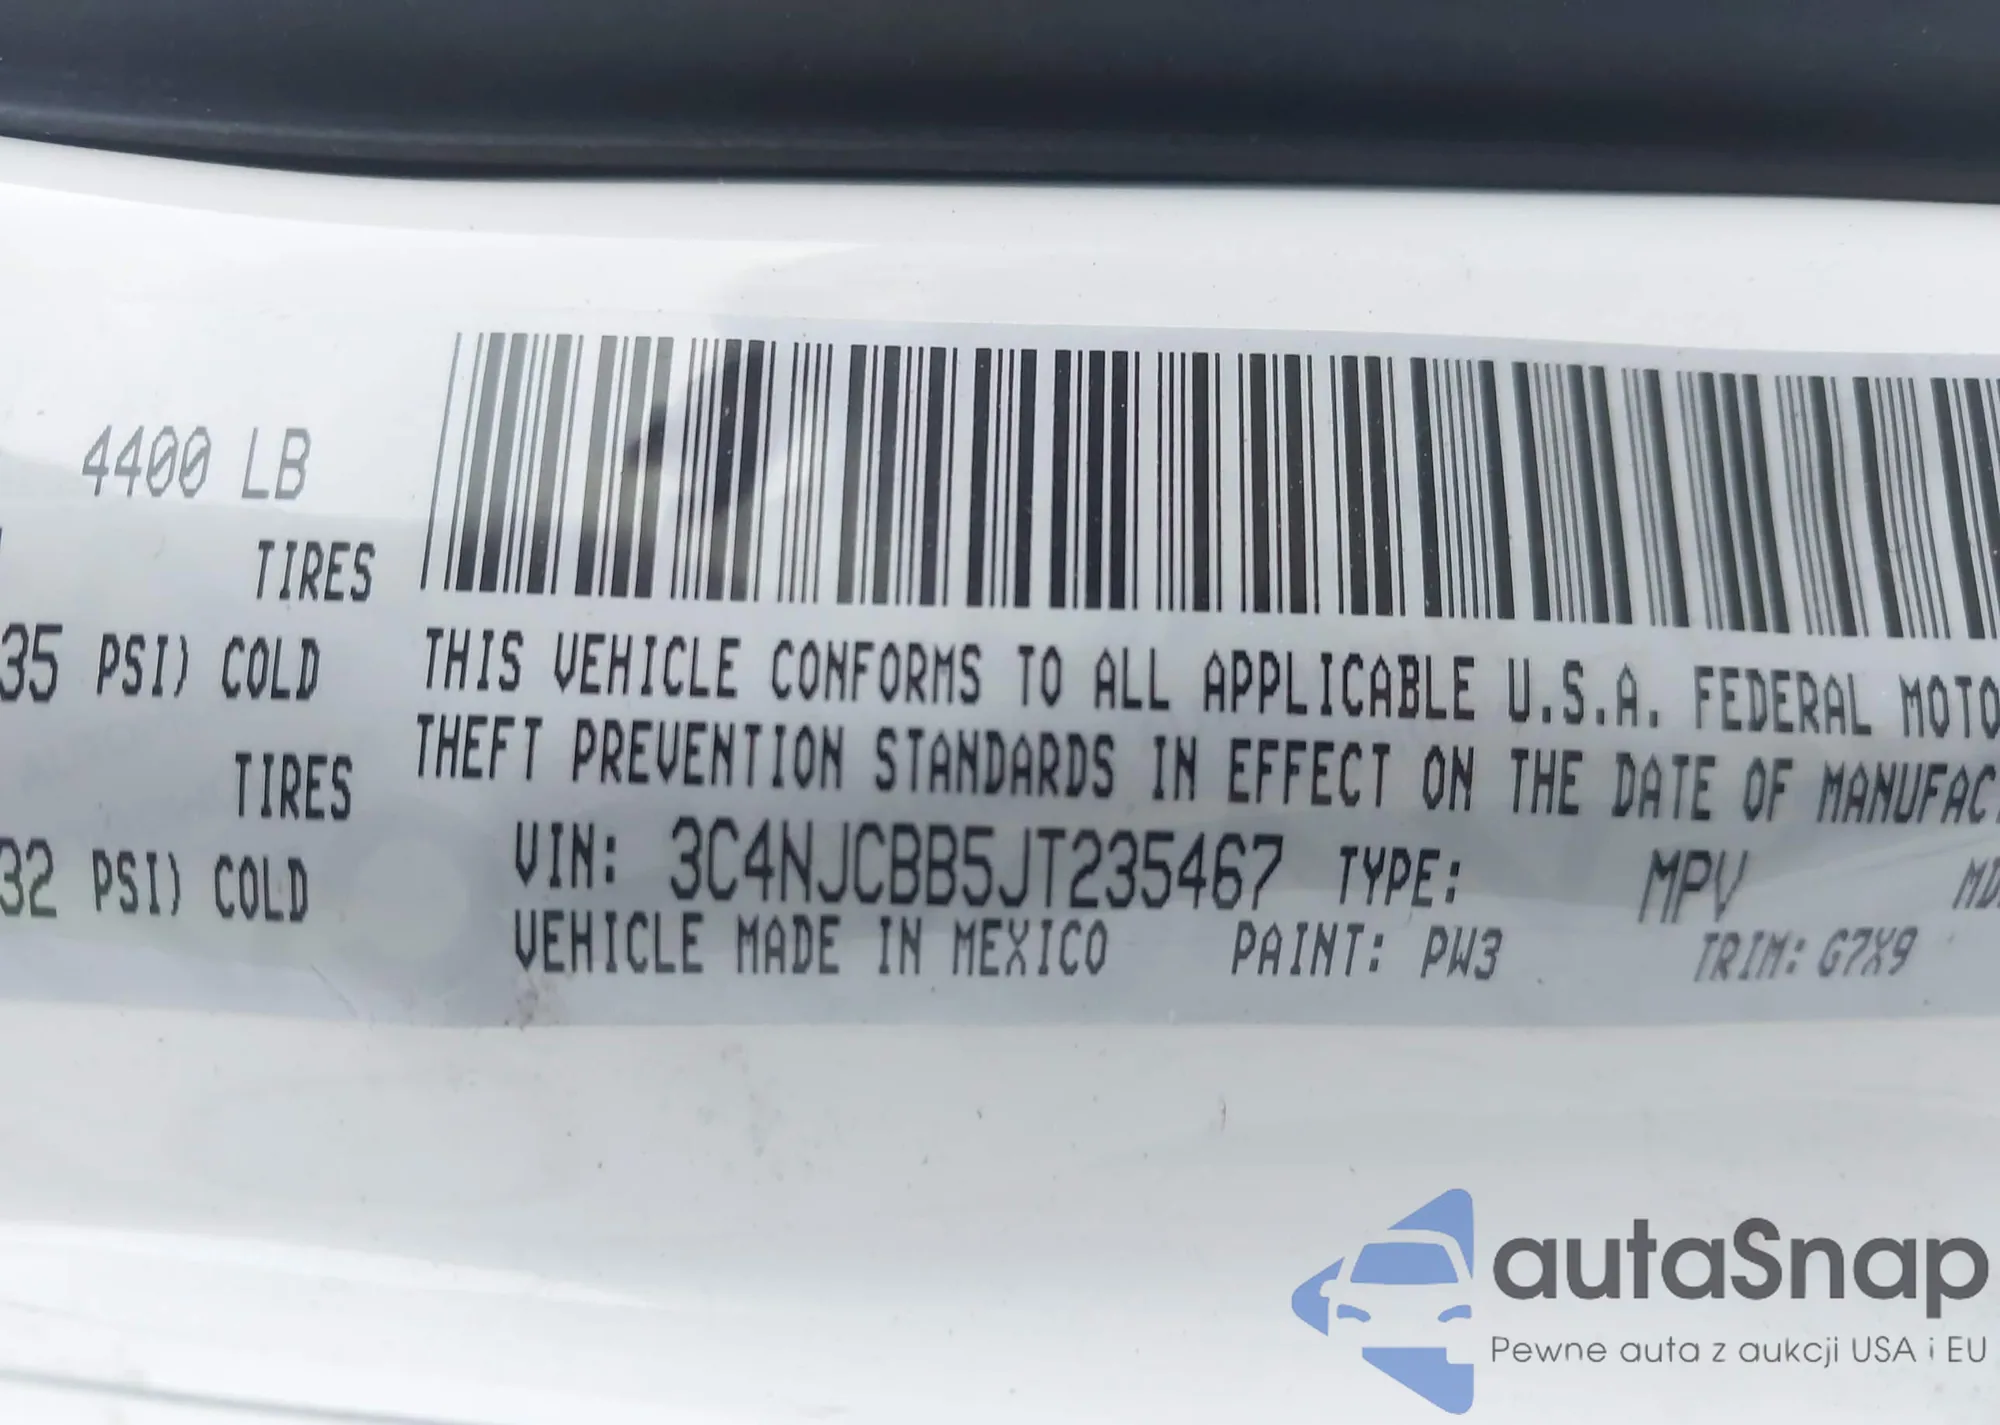 4400 LB
TIRES
35 PSI) COLD
TIRES
32 PSI) COLD
THIS VEHICLE CONFORMS TO ALL APPLICABLE U.S.A. FEDERAL MOTO
THEFT PREVENTION STANDARDS IN EFFECT ON THE DATE OF MANUFAC
VIN: 3C4NJCBB5JT235467 TYPE: MPV MD
VEHICLE MADE IN MEXICO PAINT: PW3 TRIM: G7X9
autaSnap
Pewne auta z aukcji USA i EU